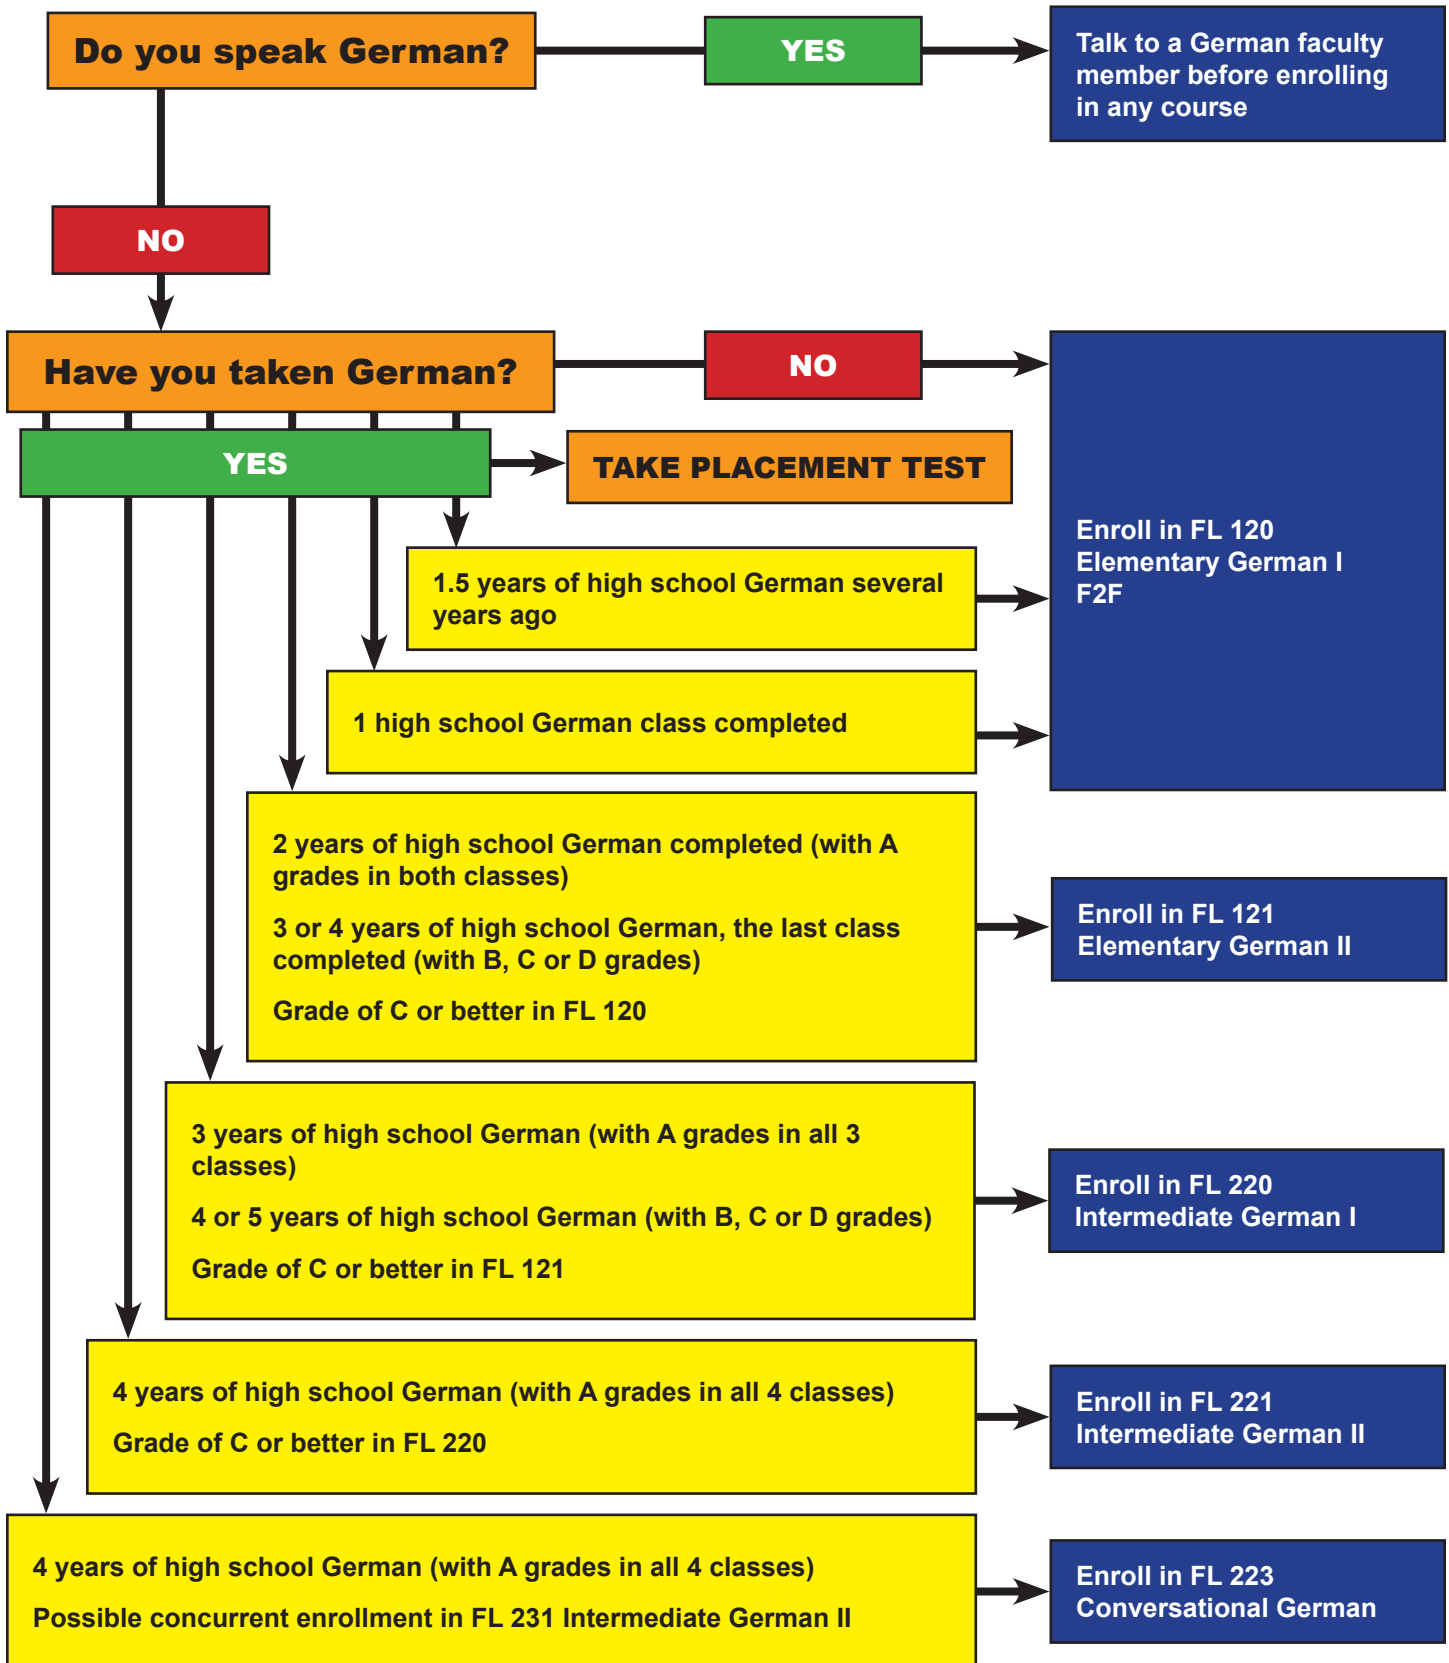 Do you speak German?
YES
Talk to a German faculty
member before enrolling
in any course
NO
Have you taken German?
NO
YES
TAKE PLACEMENT TEST
Enroll in FL 120
Elementary German I
F2F
1.5 years of high school German several
years ago
1 high school German class completed
2 years of high school German completed (with A
grades in both classes)
3 or 4 years of high school German, the last class
completed (with B, C or D grades)
Grade of C or better in FL 120
Enroll in FL 121
Elementary German II
3 years of high school German (with A grades in all 3
classes)
4 or 5 years of high school German (with B, C or D grades)
Grade of C or better in FL 121
Enroll in FL 220
Intermediate German I
4 years of high school German (with A grades in all 4 classes)
Grade of C or better in FL 220
Enroll in FL 221
Intermediate German II
4 years of high school German (with A grades in all 4 classes)
Possible concurrent enrollment in FL 231 Intermediate German II
Enroll in FL 223
Conversational German